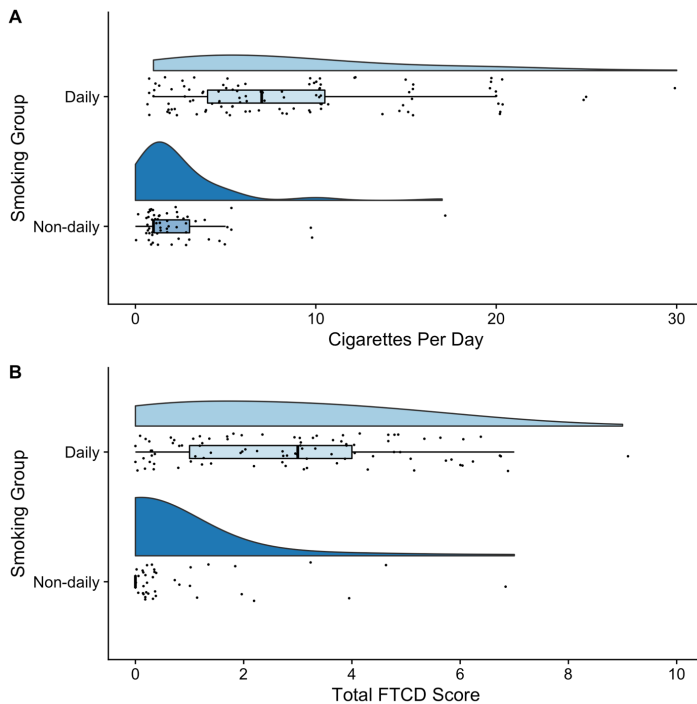 A
Smoking Group
Daily
Non-daily
0 10 20 30
Cigarettes Per Day
B
Smoking Group
Daily
Non-daily
0 2 4 6 8 10
Total FTCD Score